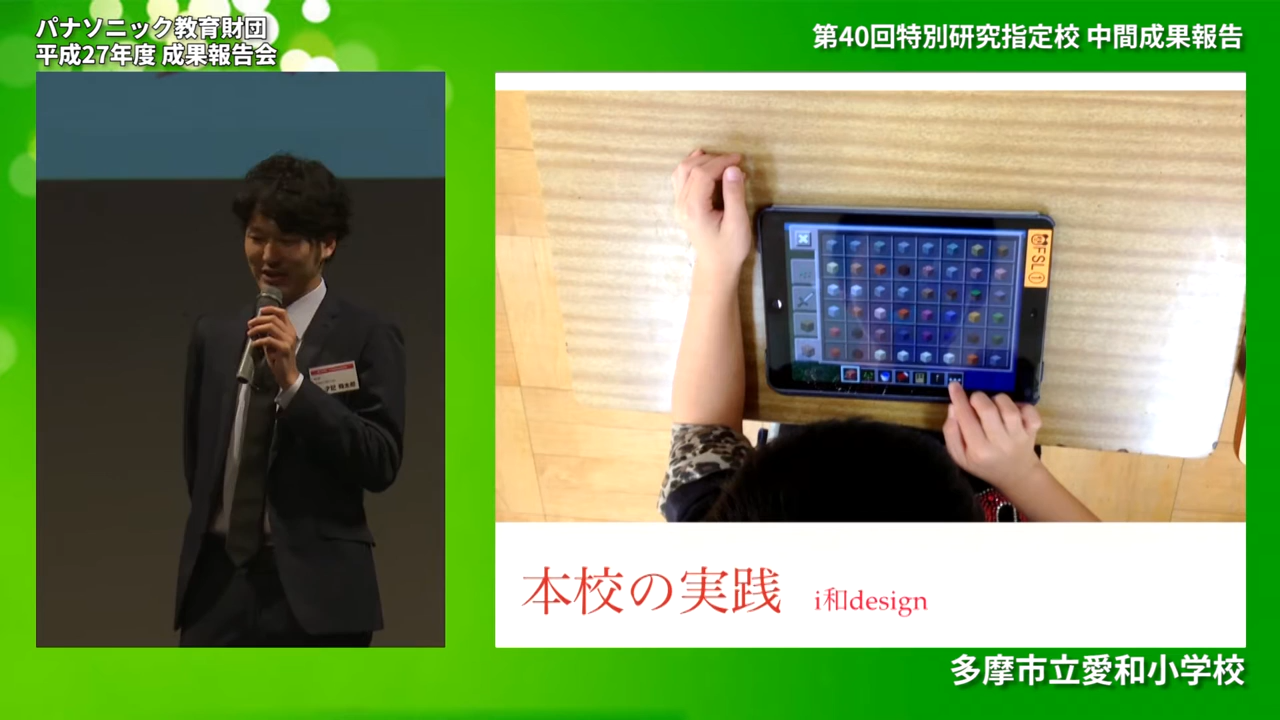 パナソニック教育財団
平成27年度 成果報告会
第40回特別研究指定校 中間成果報告
FSL①
本校の実践 i和design
多摩市立愛和小学校